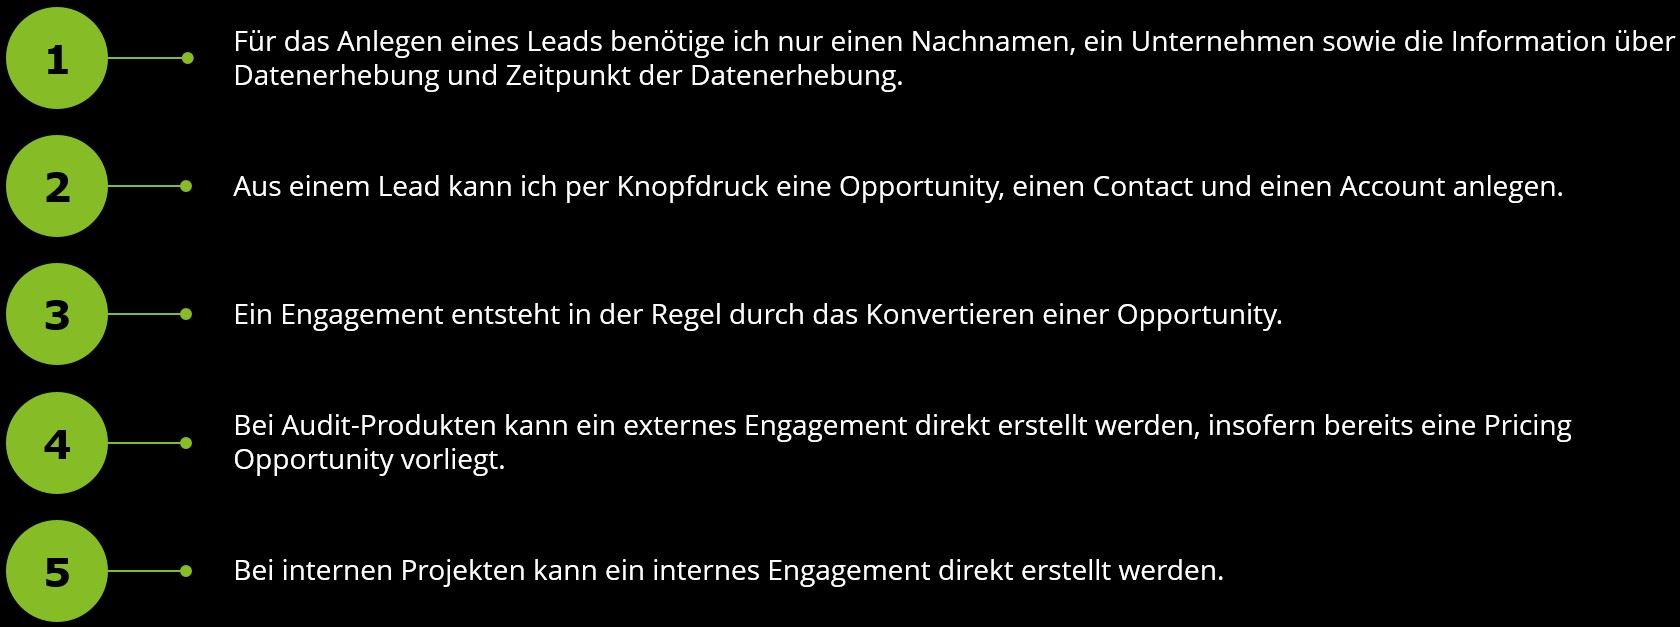 1
Für das Anlegen eines Leads benötige ich nur einen Nachnamen, ein Unternehmen sowie die Information über
Datenerhebung und Zeitpunkt der Datenerhebung.
2
Aus einem Lead kann ich per Knopfdruck eine Opportunity, einen Contact und einen Account anlegen.
3
Ein Engagement entsteht in der Regel durch das Konvertieren einer Opportunity.
4
Bei Audit-Produkten kann ein externes Engagement direkt erstellt werden, insofern bereits eine Pricing
Opportunity vorliegt.
5
Bei internen Projekten kann ein internes Engagement direkt erstellt werden.